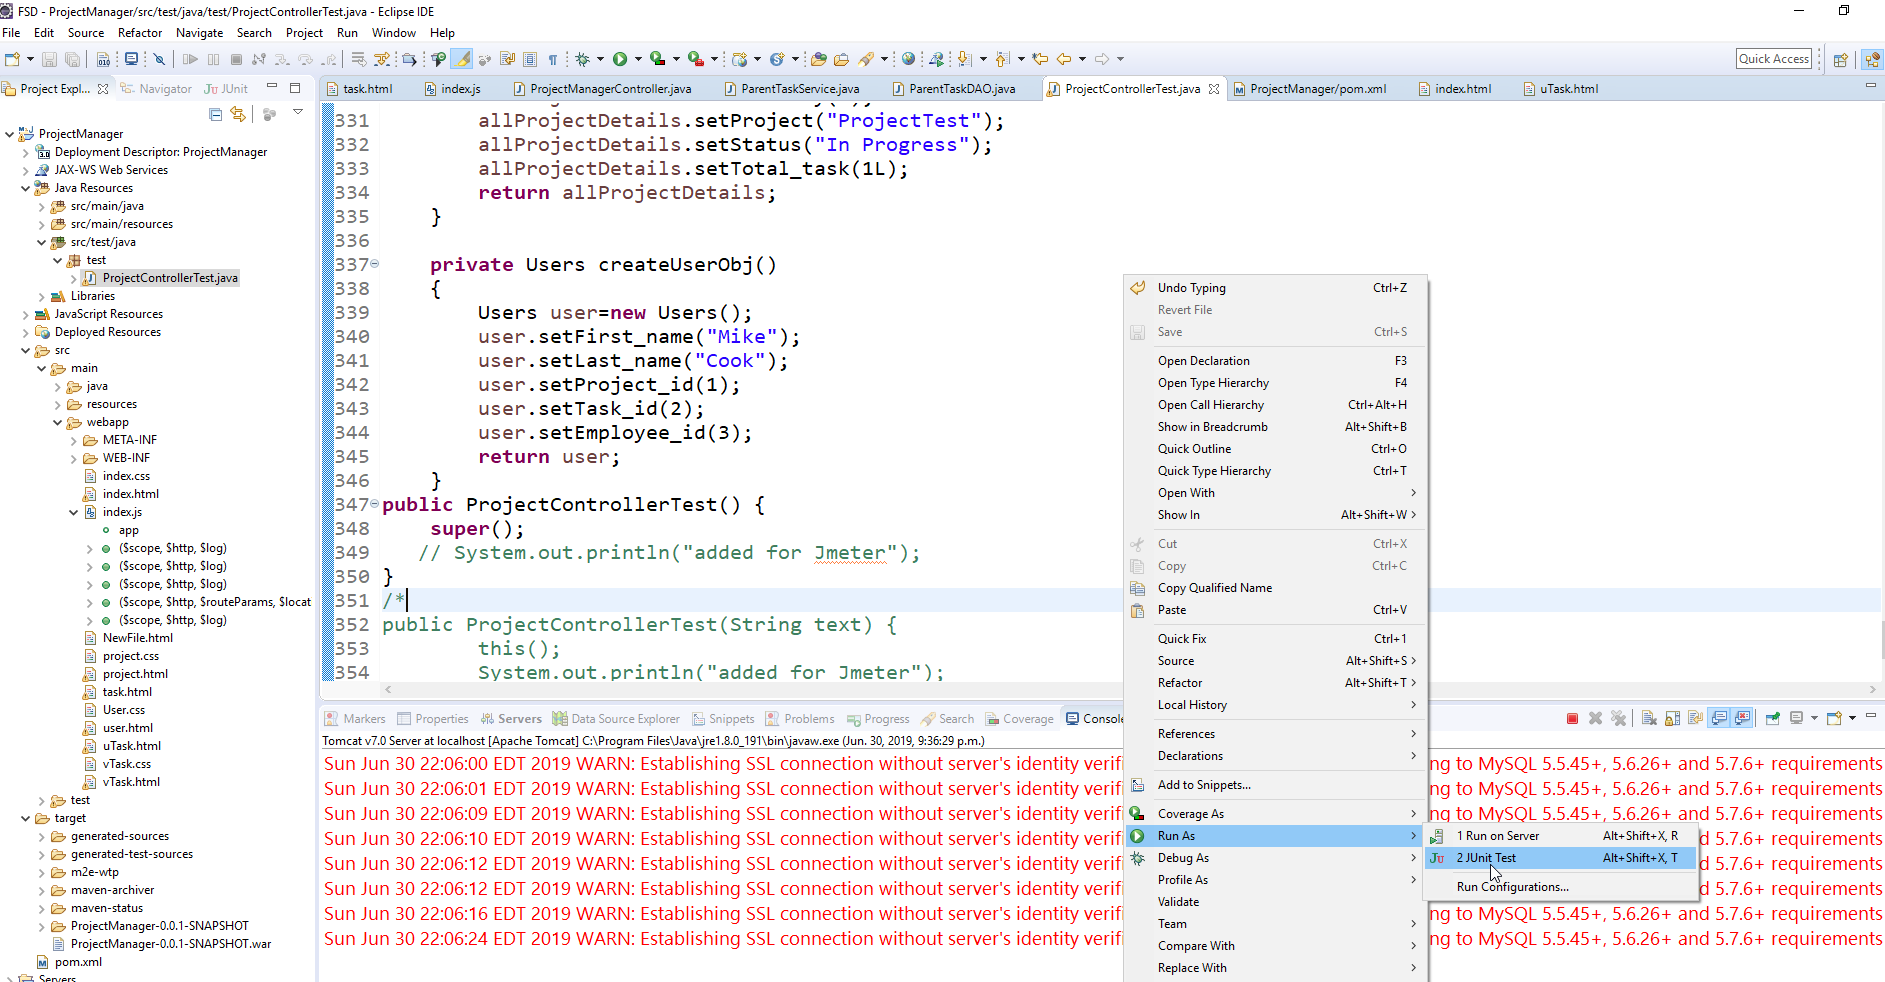 FSD - ProjectManager/src/test/java/test/ProjectControllerTest.java - Eclipse IDE
File Edit Source Refactor Navigate Search Project Run Window Help
Quick Access
Project Expl... Navigator JUnit
ProjectManager
Deployment Descriptor: ProjectManager
JAX-WS Web Services
Java Resources
src/main/java
src/main/resources
src/test/java
test
ProjectControllerTest.java
Libraries
JavaScript Resources
Deployed Resources
src
main
java
resources
webapp
META-INF
WEB-INF
index.css
index.html
index.js
app
($scope, $http, $log)
($scope, $http, $log)
($scope, $http, $log)
($scope, $http, $routeParams, $locat
($scope, $http, $log)
NewFile.html
project.css
project.html
task.html
User.css
user.html
uTask.html
vTask.css
vTask.html
test
target
generated-sources
generated-test-sources
m2e-wtp
maven-archiver
maven-status
ProjectManager-0.0.1-SNAPSHOT
ProjectManager-0.0.1-SNAPSHOT.war
pom.xml
Servers
task.html index.js ProjectManagerController.java ParentTaskService.java ParentTaskDAO.java ProjectControllerTest.java ProjectManager/pom.xml index.html uTask.html
331 allProjectDetails.setProject("ProjectTest");
332 allProjectDetails.setStatus("In Progress");
333 allProjectDetails.setTotal_task(1L);
334 return allProjectDetails;
335 }
336
337 private Users createUserObj()
338 {
339 Users user=new Users();
340 user.setFirst_name("Mike");
341 user.setLast_name("Cook");
342 user.setProject_id(1);
343 user.setTask_id(2);
344 user.setEmployee_id(3);
345 return user;
346 }
347 public ProjectControllerTest() {
348 super();
349 // System.out.println("added for Jmeter");
350 }
351 /*
352 public ProjectControllerTest(String text) {
353 this();
354 System.out.println("added for Jmeter");
Markers Properties Servers Data Source Explorer Snippets Problems Progress Search Coverage Console
Tomcat v7.0 Server at localhost [Apache Tomcat] C:\Program Files\Java\jre1.8.0_191\bin\javaw.exe (Jun. 30, 2019, 9:36:29 p.m.)
Sun Jun 30 22:06:00 EDT 2019 WARN: Establishing SSL connection without server's identity verifi ng to MySQL 5.5.45+, 5.6.26+ and 5.7.6+ requirements
Sun Jun 30 22:06:01 EDT 2019 WARN: Establishing SSL connection without server's identity verifi ng to MySQL 5.5.45+, 5.6.26+ and 5.7.6+ requirements
Sun Jun 30 22:06:09 EDT 2019 WARN: Establishing SSL connection without server's identity verifi ng to MySQL 5.5.45+, 5.6.26+ and 5.7.6+ requirements
Sun Jun 30 22:06:10 EDT 2019 WARN: Establishing SSL connection without server's identity verifi d 5.7.6+ requirements
Sun Jun 30 22:06:12 EDT 2019 WARN: Establishing SSL connection without server's identity verifi d 5.7.6+ requirements
Sun Jun 30 22:06:12 EDT 2019 WARN: Establishing SSL connection without server's identity verifi d 5.7.6+ requirements
Sun Jun 30 22:06:16 EDT 2019 WARN: Establishing SSL connection without server's identity verifi ng to MySQL 5.5.45+, 5.6.26+ and 5.7.6+ requirements
Sun Jun 30 22:06:24 EDT 2019 WARN: Establishing SSL connection without server's identity verifi ng to MySQL 5.5.45+, 5.6.26+ and 5.7.6+ requirements
Undo Typing Ctrl+Z
Revert File
Save Ctrl+S
Open Declaration F3
Open Type Hierarchy F4
Open Call Hierarchy Ctrl+Alt+H
Show in Breadcrumb Alt+Shift+B
Quick Outline Ctrl+O
Quick Type Hierarchy Ctrl+T
Open With
Show In Alt+Shift+W
Cut Ctrl+X
Copy Ctrl+C
Copy Qualified Name
Paste Ctrl+V
Quick Fix Ctrl+1
Source Alt+Shift+S
Refactor Alt+Shift+T
Local History
References
Declarations
Add to Snippets...
Coverage As
Run As
Debug As
Profile As
Validate
Team
Compare With
Replace With
1 Run on Server Alt+Shift+X, R
2 JUnit Test Alt+Shift+X, T
Run Configurations...